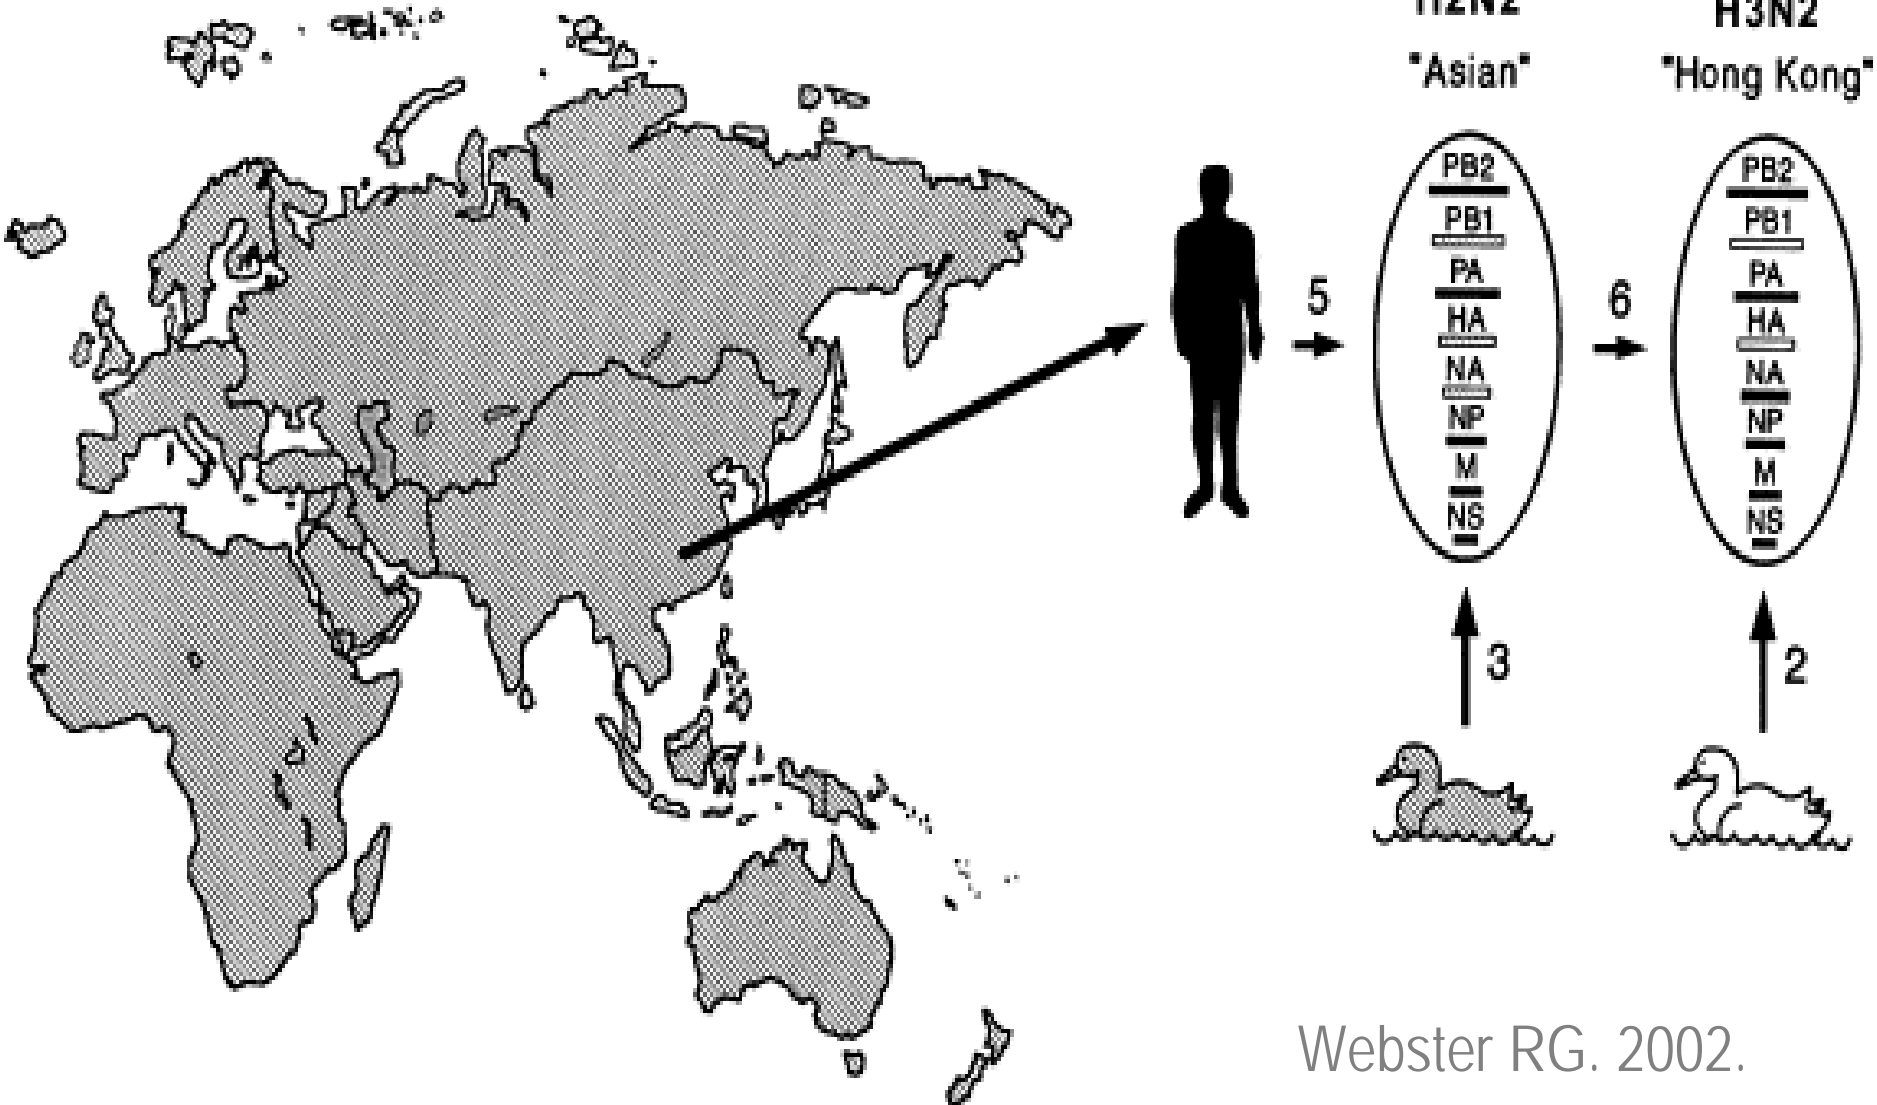 H2N2
"Asian"
PB2
PB1
PA
HA
NA
NP
M
NS
H3N2
"Hong Kong"
PB2
PB1
PA
HA
NA
NP
M
NS
5
6
3
2
Webster RG. 2002.